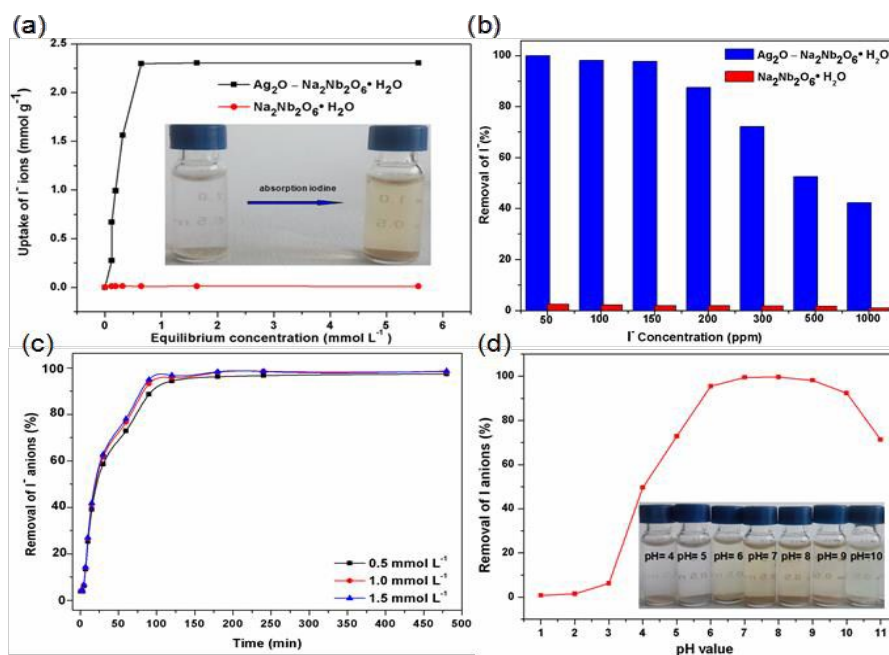 (a)
2.5
2.0
1.5
1.0
0.5
0.0
Uptake of I⁻ ions (mmol g⁻¹)
Ag₂O – Na₂Nb₂O₆• H₂O
Na₂Nb₂O₆• H₂O
absorption iodine
0 1 2 3 4 5 6
Equilibrium concentration (mmol L⁻¹)
(b)
100
80
60
40
20
0
Removal of I⁻(%)
Ag₂O – Na₂Nb₂O₆• H₂O
Na₂Nb₂O₆• H₂O
50 100 150 200 300 500 1000
I⁻ Concentration (ppm)
(c)
100
80
60
40
20
0
Removal of I⁻ anions (%)
0.5 mmol L⁻¹
1.0 mmol L⁻¹
1.5 mmol L⁻¹
0 50 100 150 200 250 300 350 400 450 500
Time (min)
(d)
100
80
60
40
20
0
Removal of I anions (%)
pH= 4 pH= 5 pH= 6 pH= 7 pH= 8 pH= 9 pH=10
1 2 3 4 5 6 7 8 9 10 11
pH value